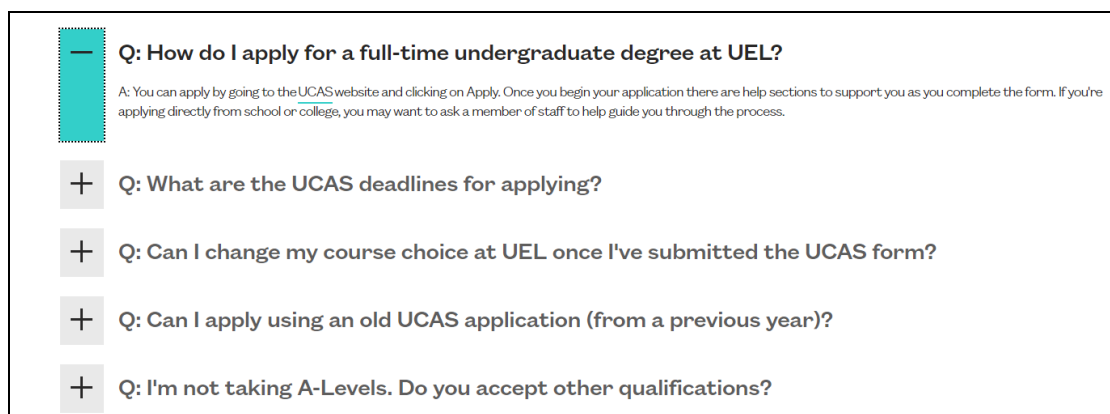 Q: How do I apply for a full-time undergraduate degree at UEL?
A: You can apply by going to the UCAS website and clicking on Apply. Once you begin your application there are help sections to support you as you complete the form. If you're
applying directly from school or college, you may want to ask a member of staff to help guide you through the process.
Q: What are the UCAS deadlines for applying?
Q: Can I change my course choice at UEL once I've submitted the UCAS form?
Q: Can I apply using an old UCAS application (from a previous year)?
Q: I'm not taking A-Levels. Do you accept other qualifications?